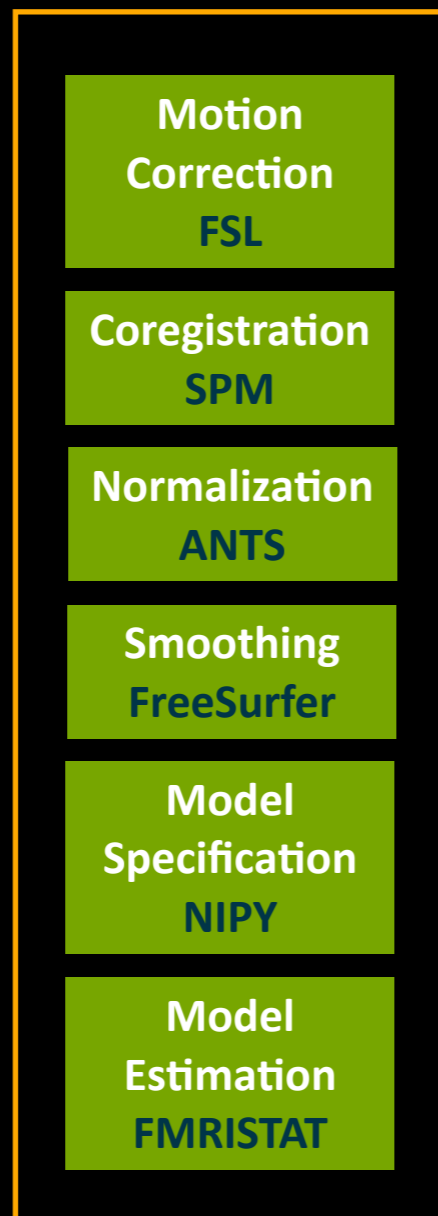 Motion
Correction
FSL
Coregistration
SPM
Normalization
ANTS
Smoothing
FreeSurfer
Model
Specification
NIPY
Model
Estimation
FMRISTAT